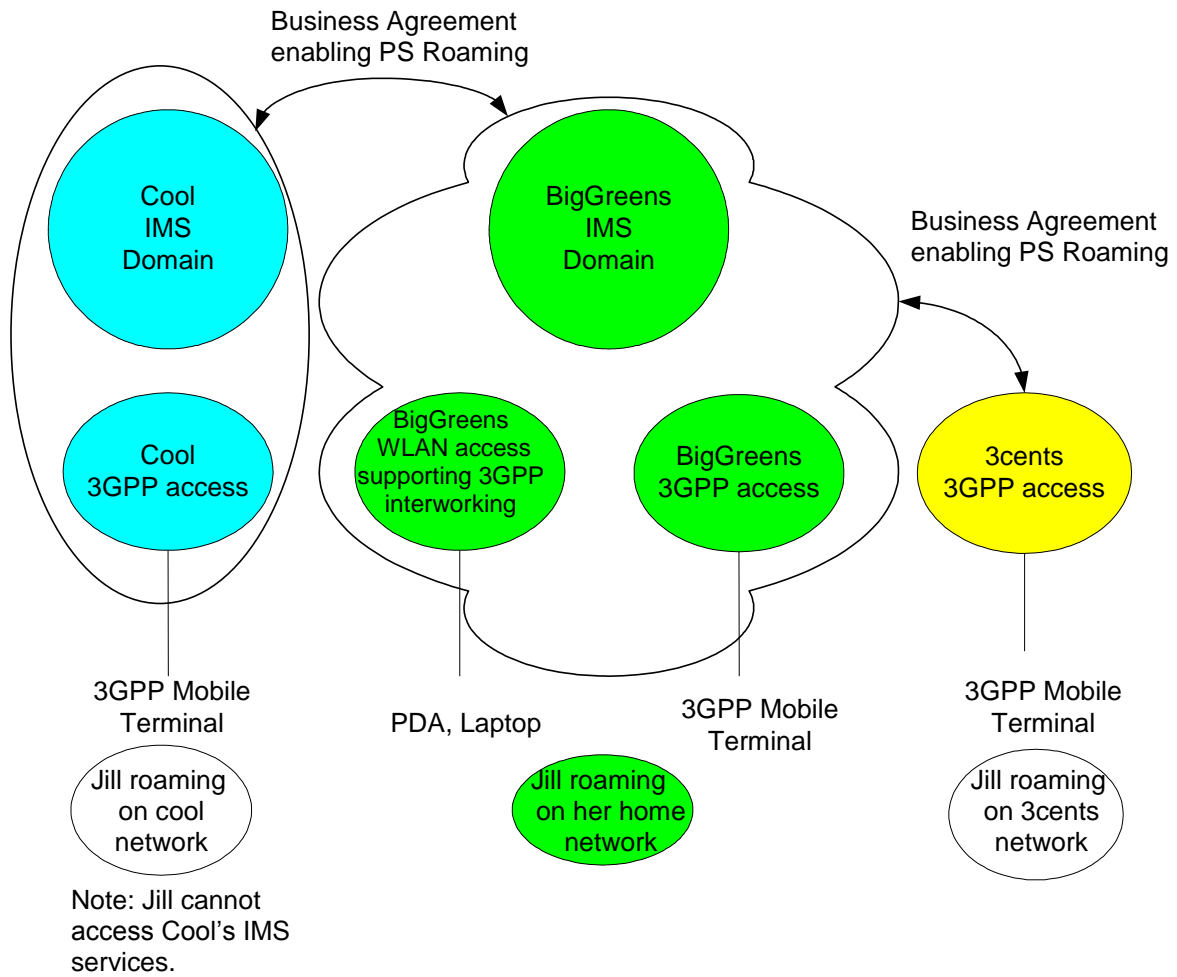 Business Agreement
enabling PS Roaming
Cool
IMS
Domain
BigGreens
IMS
Domain
Business Agreement
enabling PS Roaming
Cool
3GPP access
BigGreens
WLAN access
supporting 3GPP
interworking
BigGreens
3GPP access
3cents
3GPP access
3GPP Mobile
Terminal
PDA, Laptop
3GPP Mobile
Terminal
3GPP Mobile
Terminal
Jill roaming
on cool
network
Jill roaming
on her home
network
Jill roaming
on 3cents
network
Note: Jill cannot
access Cool's IMS
services.